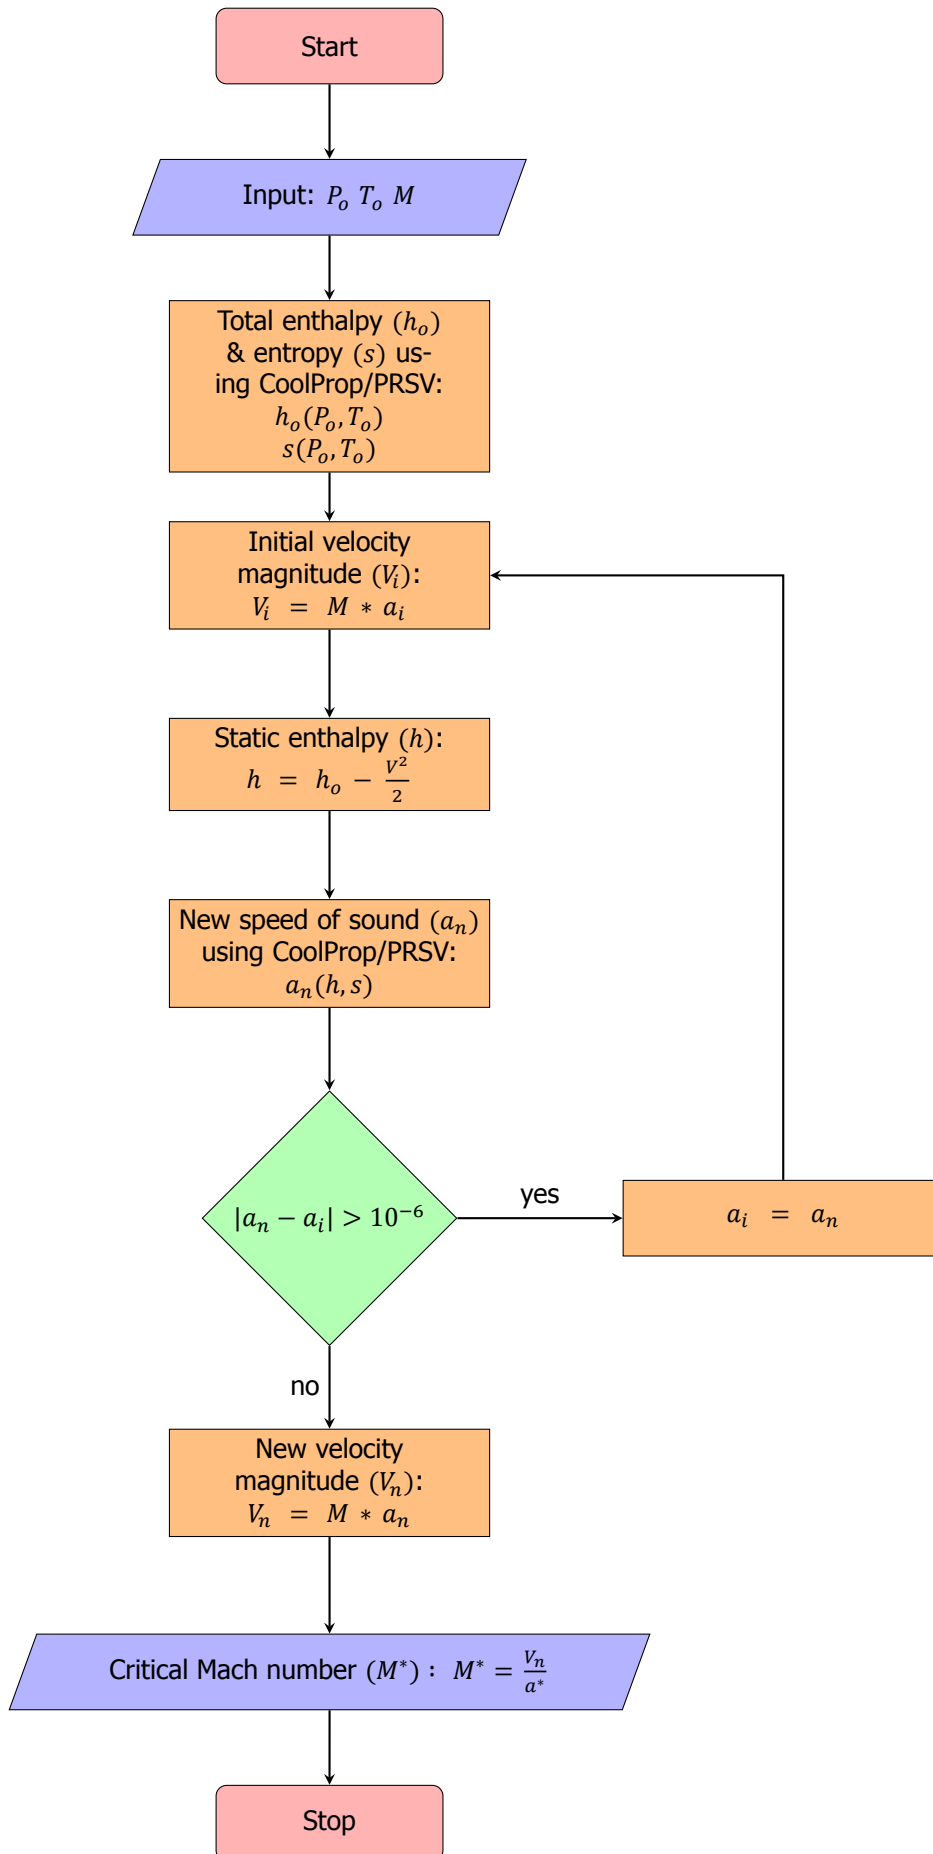 Start
Input: P_o T_o M
Total enthalpy (h_o)
& entropy (s) us-
ing CoolProp/PRSV:
h_o(P_o, T_o)
s(P_o, T_o)
Initial velocity
magnitude (V_i):
V_i = M * a_i
Static enthalpy (h):
h = h_o − V²/2
New speed of sound (a_n)
using CoolProp/PRSV:
a_n(h, s)
|a_n − a_i| > 10⁻⁶
yes
a_i = a_n
no
New velocity
magnitude (V_n):
V_n = M * a_n
Critical Mach number (M*) : M* = V_n/a*
Stop